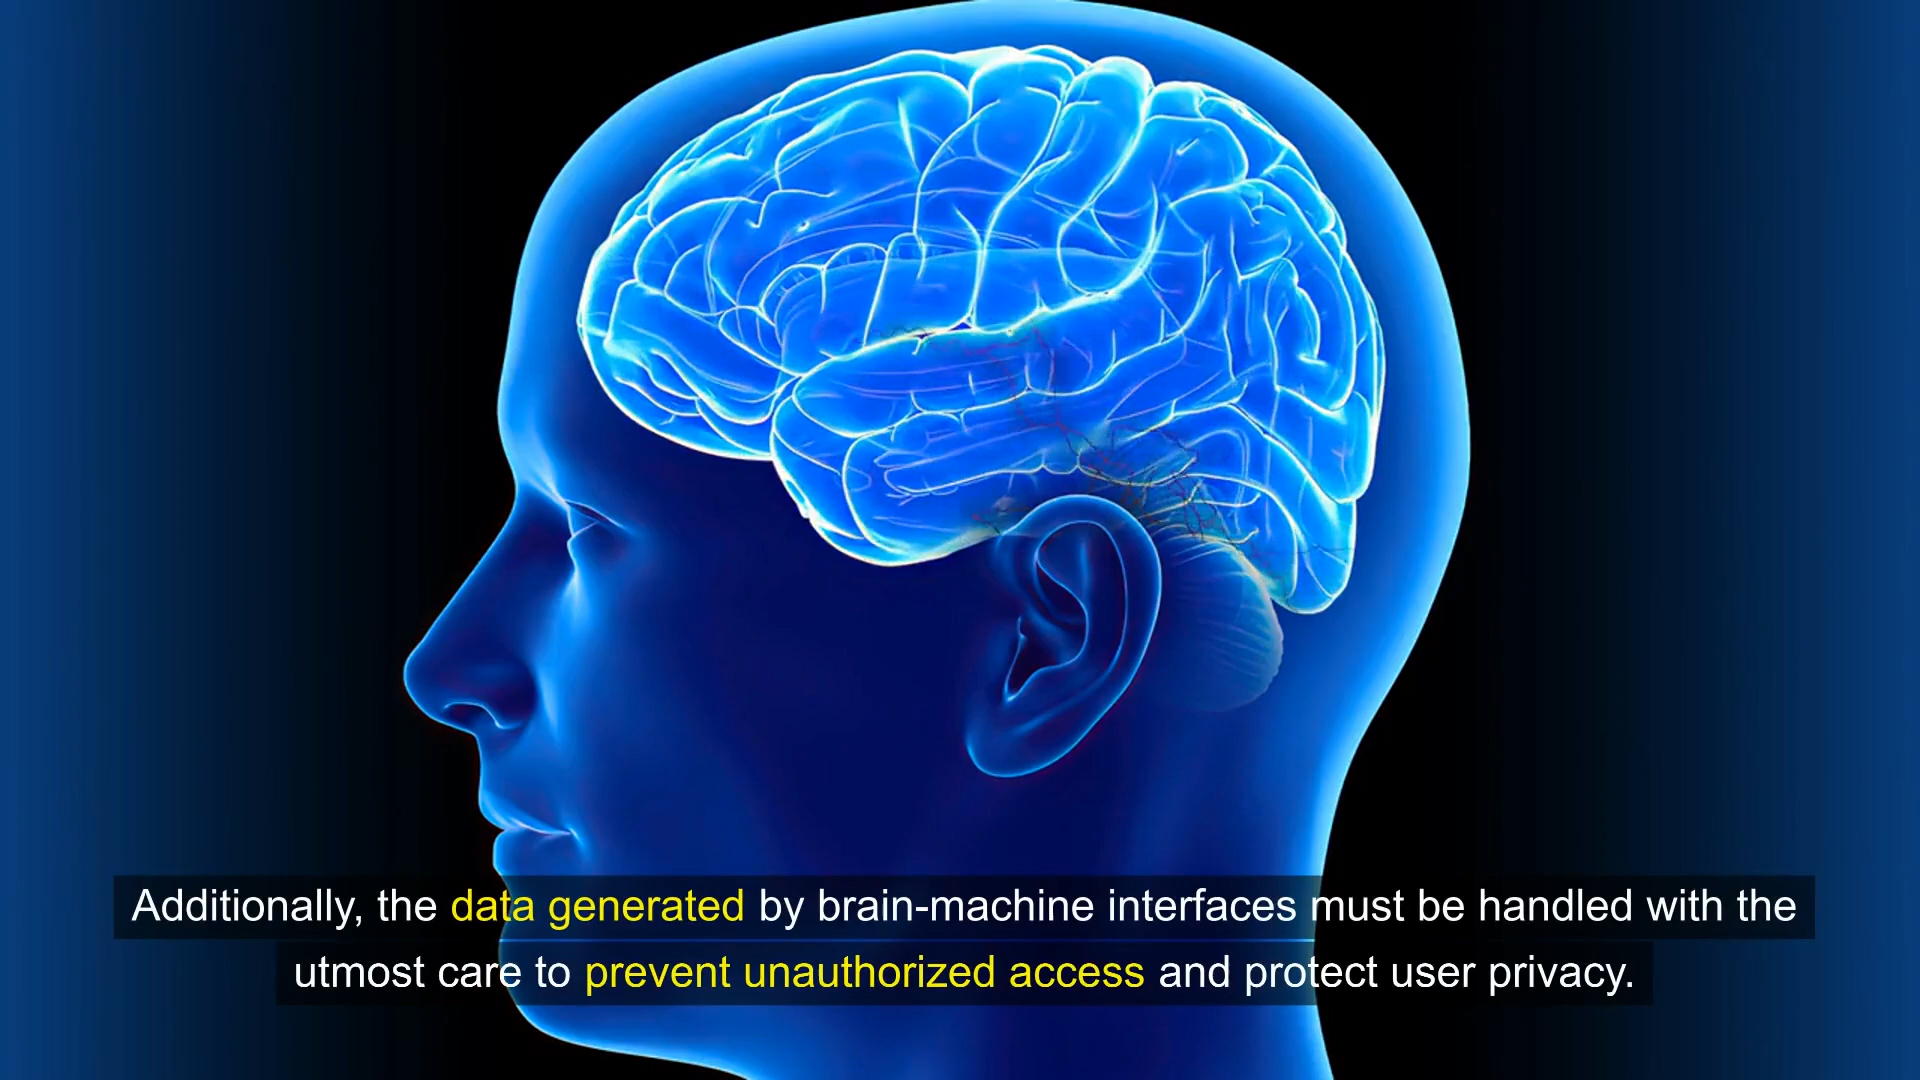 Additionally, the data generated by brain-machine interfaces must be handled with the
utmost care to prevent unauthorized access and protect user privacy.